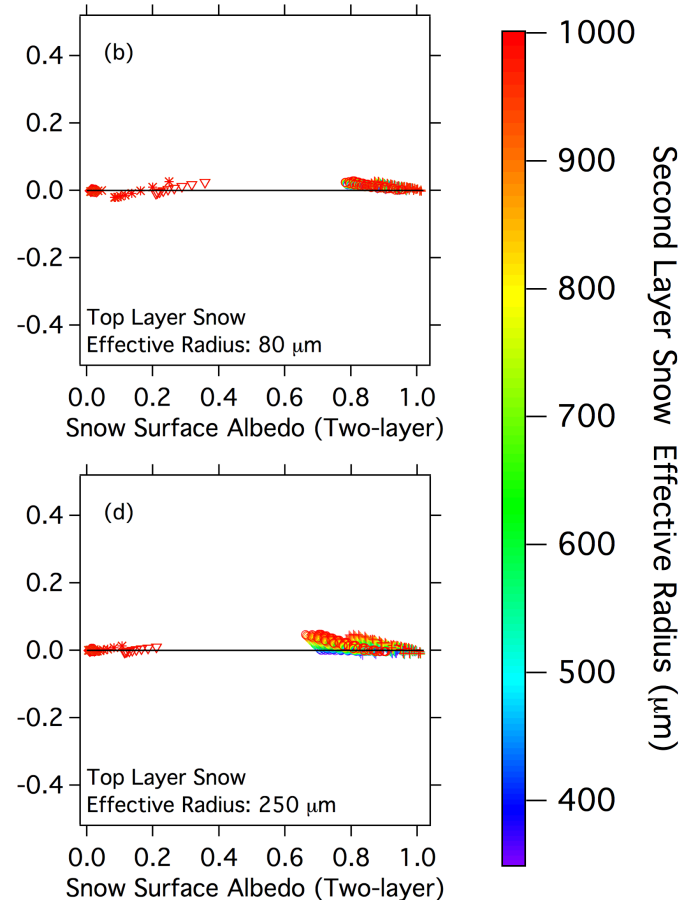 (b)
0.4
0.2
0.0
-0.2
-0.4
Top Layer Snow
Effective Radius: 80 μm
0.0 0.2 0.4 0.6 0.8 1.0
Snow Surface Albedo (Two-layer)
(d)
0.4
0.2
0.0
-0.2
-0.4
Top Layer Snow
Effective Radius: 250 μm
0.0 0.2 0.4 0.6 0.8 1.0
Snow Surface Albedo (Two-layer)
1000
900
800
700
600
500
400
Second Layer Snow Effective Radius (μm)